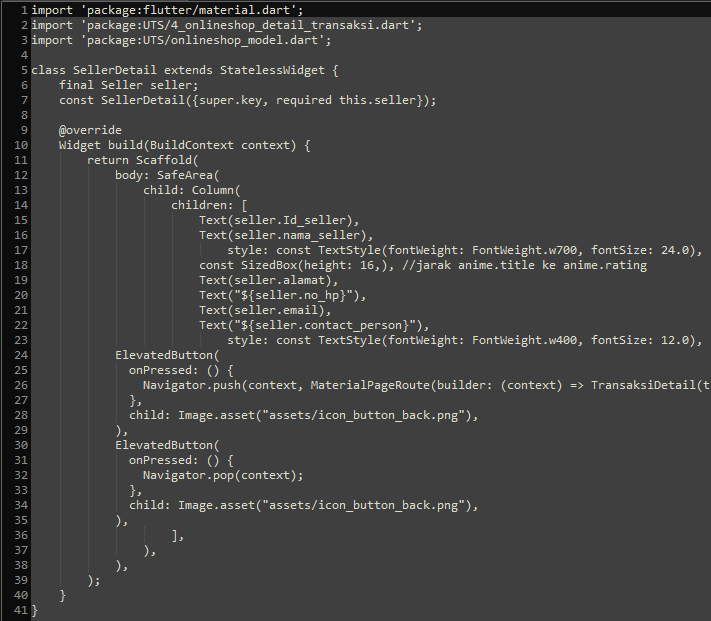 1 import 'package:flutter/material.dart';
2 import 'package:UTS/4_onlineshop_detail_transaksi.dart';
3 import 'package:UTS/onlineshop_model.dart';
4
5 class SellerDetail extends StatelessWidget {
6     final Seller seller;
7     const SellerDetail({super.key, required this.seller});
8
9     @override
10     Widget build(BuildContext context) {
11         return Scaffold(
12             body: SafeArea(
13                 child: Column(
14                     children: [
15                         Text(seller.Id_seller),
16                         Text(seller.nama_seller),
17                             style: const TextStyle(fontWeight: FontWeight.w700, fontSize: 24.0),
18                         const SizedBox(height: 16,), //jarak anime.title ke anime.rating
19                         Text(seller.alamat),
20                         Text("${seller.no_hp}"),
21                         Text(seller.email),
22                         Text("${seller.contact_person}"),
23                             style: const TextStyle(fontWeight: FontWeight.w400, fontSize: 12.0),
24             ElevatedButton(
25               onPressed: () {
26                 Navigator.push(context, MaterialPageRoute(builder: (context) => TransaksiDetail(t
27               },
28               child: Image.asset("assets/icon_button_back.png"),
29             ),
30             ElevatedButton(
31               onPressed: () {
32                 Navigator.pop(context);
33               },
34               child: Image.asset("assets/icon_button_back.png"),
35             ),
36                     ],
37                 ),
38             ),
39         );
40     }
41 }